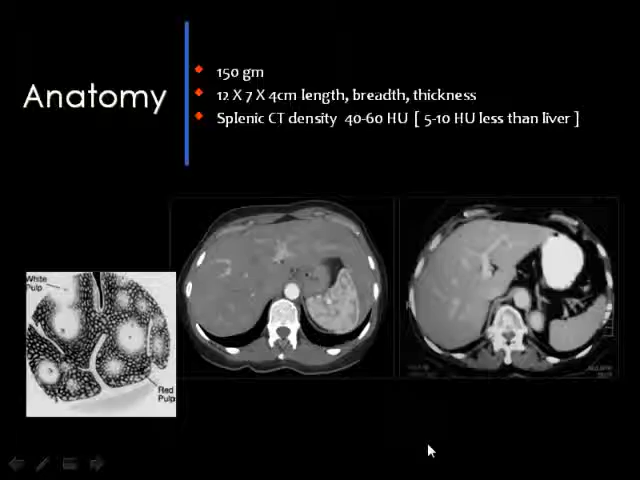 Anatomy
150 gm
12 X 7 X 4cm length, breadth, thickness
Splenic CT density 40-60 HU [ 5-10 HU less than liver ]
White
Pulp
Red
Pulp